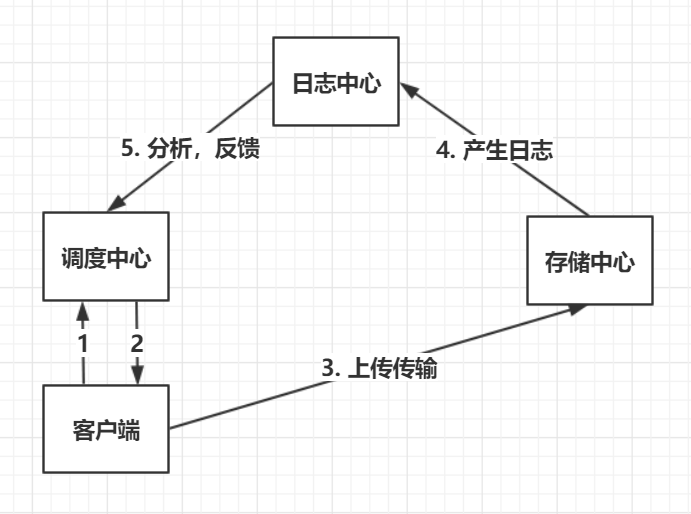 日志中心
5. 分析，反馈
4. 产生日志
调度中心
存储中心
1
2
3. 上传传输
客户端